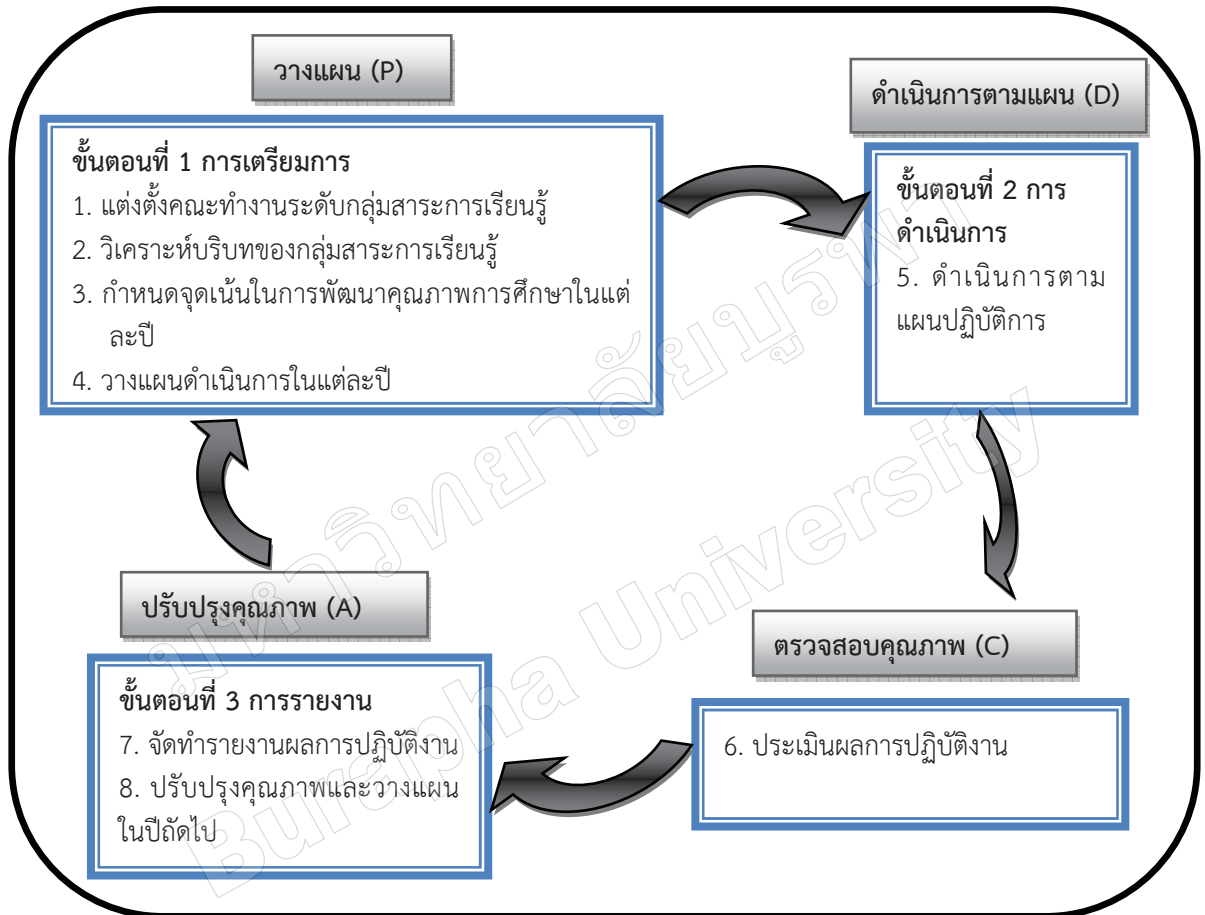 วางแผน (P)
ขั้นตอนที่ 1 การเตรียมการ
1. แต่งตั้งคณะทำงานระดับกลุ่มสาระการเรียนรู้
2. วิเคราะห์บริบทของกลุ่มสาระการเรียนรู้
3. กำหนดจุดเน้นในการพัฒนาคุณภาพการศึกษาในแต่
ละปี
4. วางแผนดำเนินการในแต่ละปี
ดำเนินการตามแผน (D)
ขั้นตอนที่ 2 การ
ดำเนินการ
5. ดำเนินการตาม
แผนปฏิบัติการ
ตรวจสอบคุณภาพ (C)
6. ประเมินผลการปฏิบัติงาน
ปรับปรุงคุณภาพ (A)
ขั้นตอนที่ 3 การรายงาน
7. จัดทำรายงานผลการปฏิบัติงาน
8. ปรับปรุงคุณภาพและวางแผน
ในปีถัดไป
มหาวิทยาลัยบูรพา
Burapha University